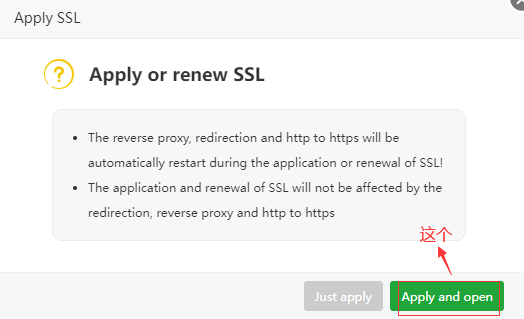 Apply SSL
Apply or renew SSL
The reverse proxy, redirection and http to https will be
automatically restart during the application or renewal of SSL!
The application and renewal of SSL will not be affected by the
redirection, reverse proxy and http to https
这个
Just apply
Apply and open